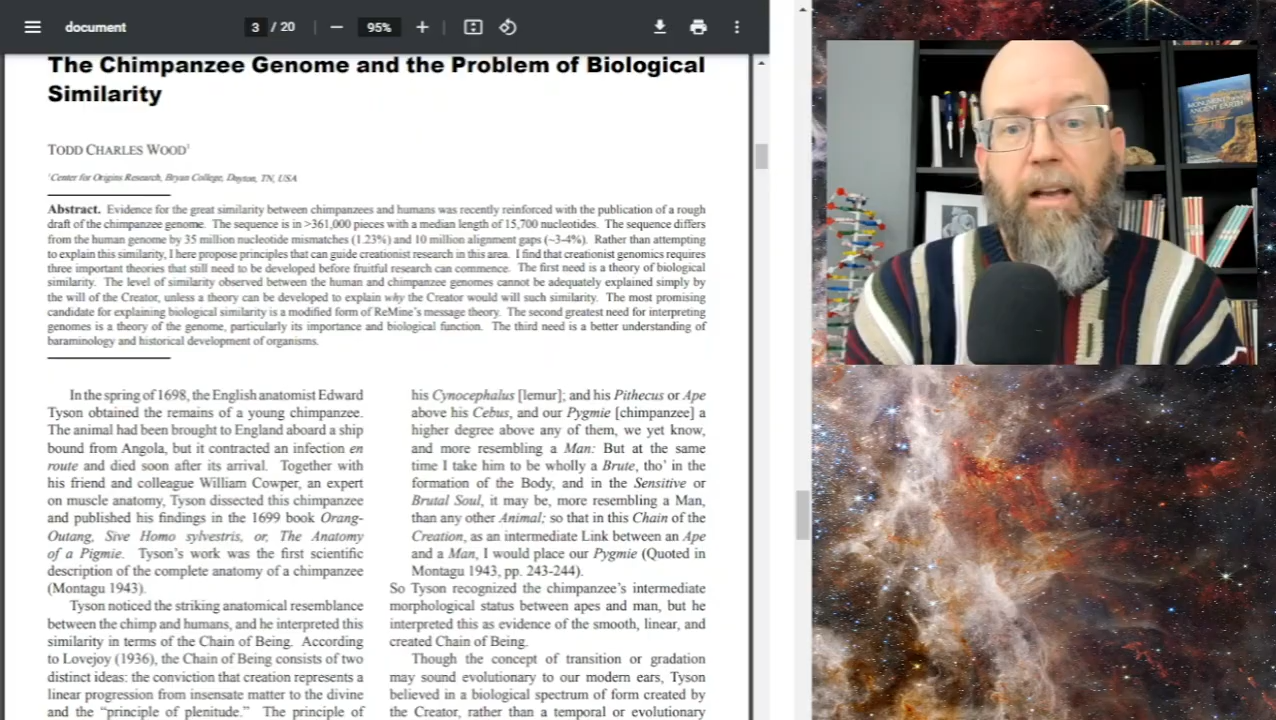 document
3 / 20
95%
The Chimpanzee Genome and the Problem of Biological
Similarity
TODD CHARLES WOOD¹
¹Center for Origins Research, Bryan College, Dayton, TN, USA
Abstract. Evidence for the great similarity between chimpanzees and humans was recently reinforced with the publication of a rough
draft of the chimpanzee genome. The sequence is in >361,000 pieces with a median length of 15,700 nucleotides. The sequence differs
from the human genome by 35 million nucleotide mismatches (1.23%) and 10 million alignment gaps (~3-4%). Rather than attempting
to explain this similarity, I here propose principles that can guide creationist research in this area. I find that creationist genomics requires
three important theories that still need to be developed before fruitful research can commence. The first need is a theory of biological
similarity. The level of similarity observed between the human and chimpanzee genomes cannot be adequately explained simply by
the will of the Creator, unless a theory can be developed to explain why the Creator would will such similarity. The most promising
candidate for explaining biological similarity is a modified form of ReMine's message theory. The second greatest need for interpreting
genomes is a theory of the genome, particularly its importance and biological function. The third need is a better understanding of
baraminology and historical development of organisms.
In the spring of 1698, the English anatomist Edward
Tyson obtained the remains of a young chimpanzee.
The animal had been brought to England aboard a ship
bound from Angola, but it contracted an infection en
route and died soon after its arrival. Together with
his friend and colleague William Cowper, an expert
on muscle anatomy, Tyson dissected this chimpanzee
and published his findings in the 1699 book Orang-
Outang, Sive Homo sylvestris, or, The Anatomy
of a Pigmie. Tyson's work was the first scientific
description of the complete anatomy of a chimpanzee
(Montagu 1943).
Tyson noticed the striking anatomical resemblance
between the chimp and humans, and he interpreted this
similarity in terms of the Chain of Being. According
to Lovejoy (1936), the Chain of Being consists of two
distinct ideas: the conviction that creation represents a
linear progression from insensate matter to the divine
and the "principle of plenitude." The principle of
his Cynocephalus [lemur]; and his Pithecus or Ape
above his Cebus, and our Pygmie [chimpanzee] a
higher degree above any of them, we yet know,
and more resembling a Man: But at the same
time I take him to be wholly a Brute, tho' in the
formation of the Body, and in the Sensitive or
Brutal Soul, it may be, more resembling a Man,
than any other Animal; so that in this Chain of the
Creation, as an intermediate Link between an Ape
and a Man, I would place our Pygmie (Quoted in
Montagu 1943, pp. 243-244).
So Tyson recognized the chimpanzee's intermediate
morphological status between apes and man, but he
interpreted this as evidence of the smooth, linear, and
created Chain of Being.
Though the concept of transition or gradation
may sound evolutionary to our modern ears, Tyson
believed in a biological spectrum of form created by
the Creator, rather than a temporal or evolutionary
ANCIENT EARTH